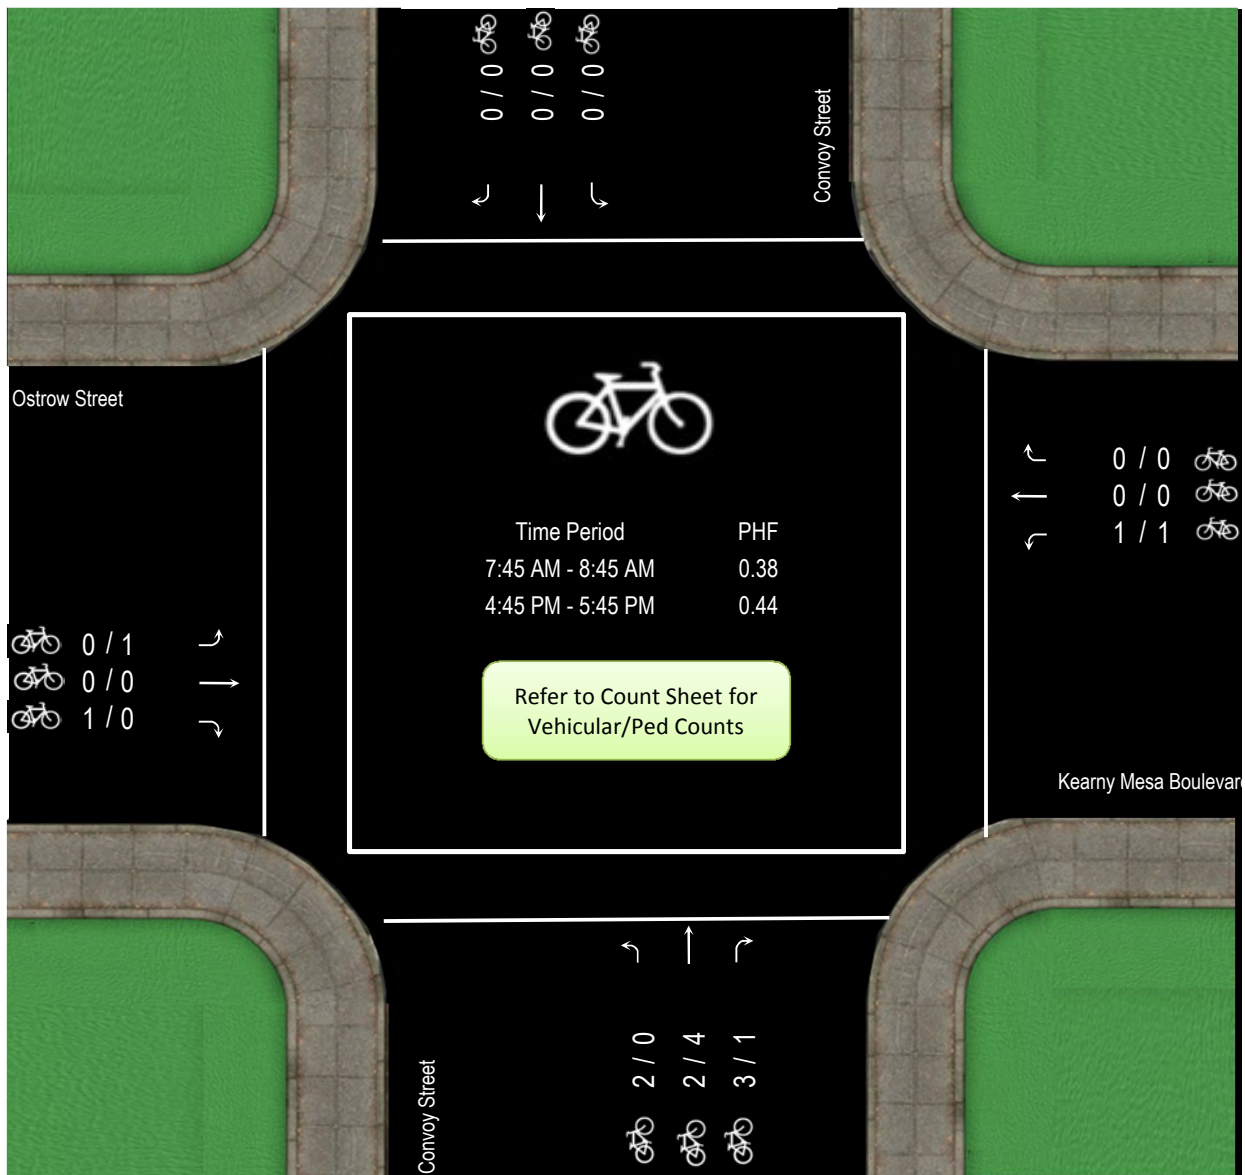 0 / 0
0 / 0
0 / 0
Convoy Street
Ostrow Street
0 / 0
0 / 0
1 / 1
Time Period PHF
7:45 AM - 8:45 AM 0.38
4:45 PM - 5:45 PM 0.44
0 / 1
0 / 0
1 / 0
Refer to Count Sheet for
Vehicular/Ped Counts
Kearny Mesa Boulevar
2 / 0
2 / 4
3 / 1
Convoy Street